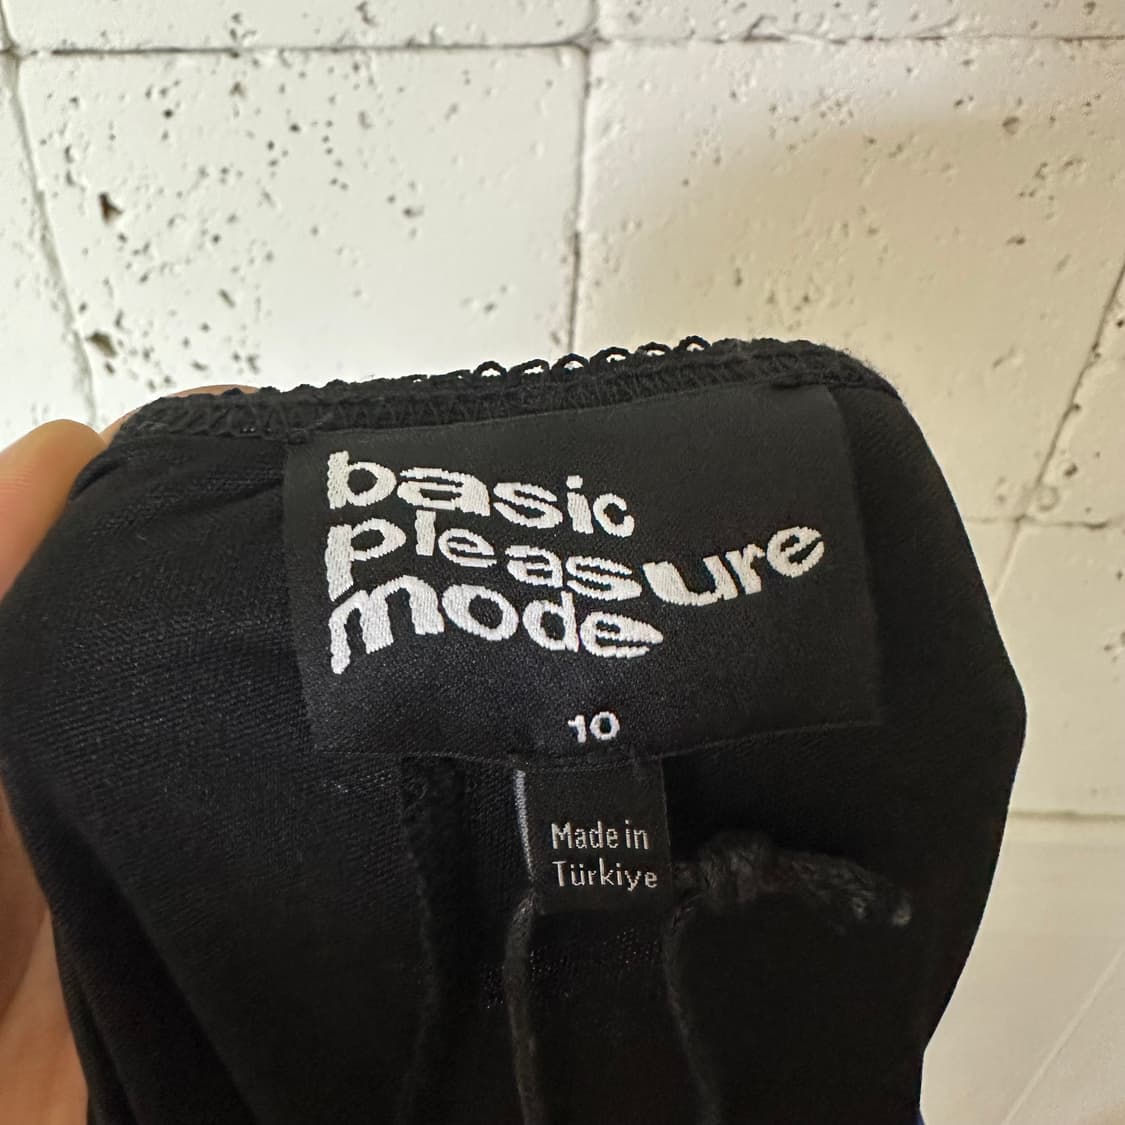 basic
pleasure
mode
10
Made in
Türkiye